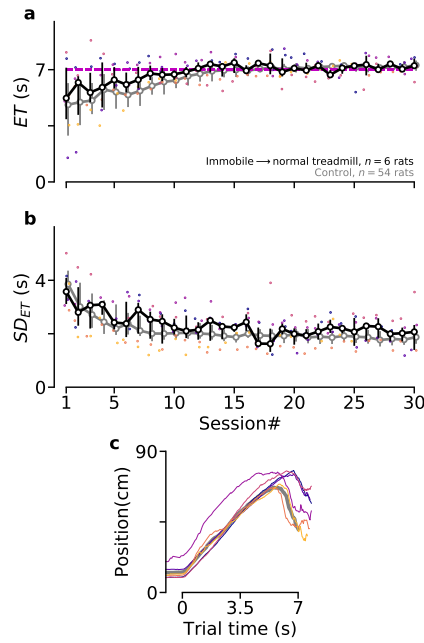 a
7
0
ET (s)
Immobile ⟶ normal treadmill, n = 6 rats
Control, n = 54 rats
b
4
0
SD_ET (s)
1 5 10 15 20 25 30
Session#
c
90
0
Position(cm)
0 3.5 7
Trial time (s)